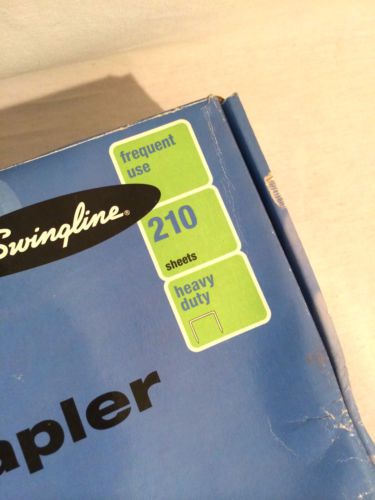 frequent
use
Swingline®
210
sheets
heavy
duty
apler